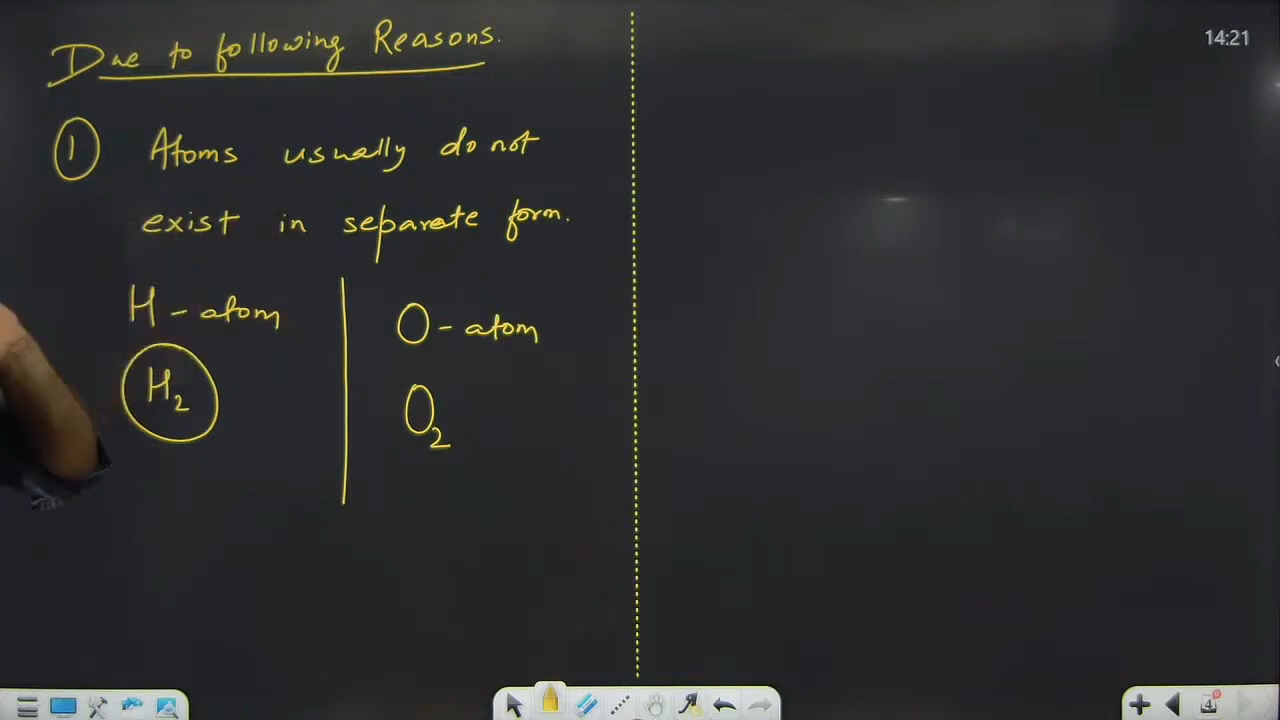 Due to following Reasons.
① Atoms usually do not
exist in separate form.
H - atom
H₂
O - atom
O₂
14:21
4